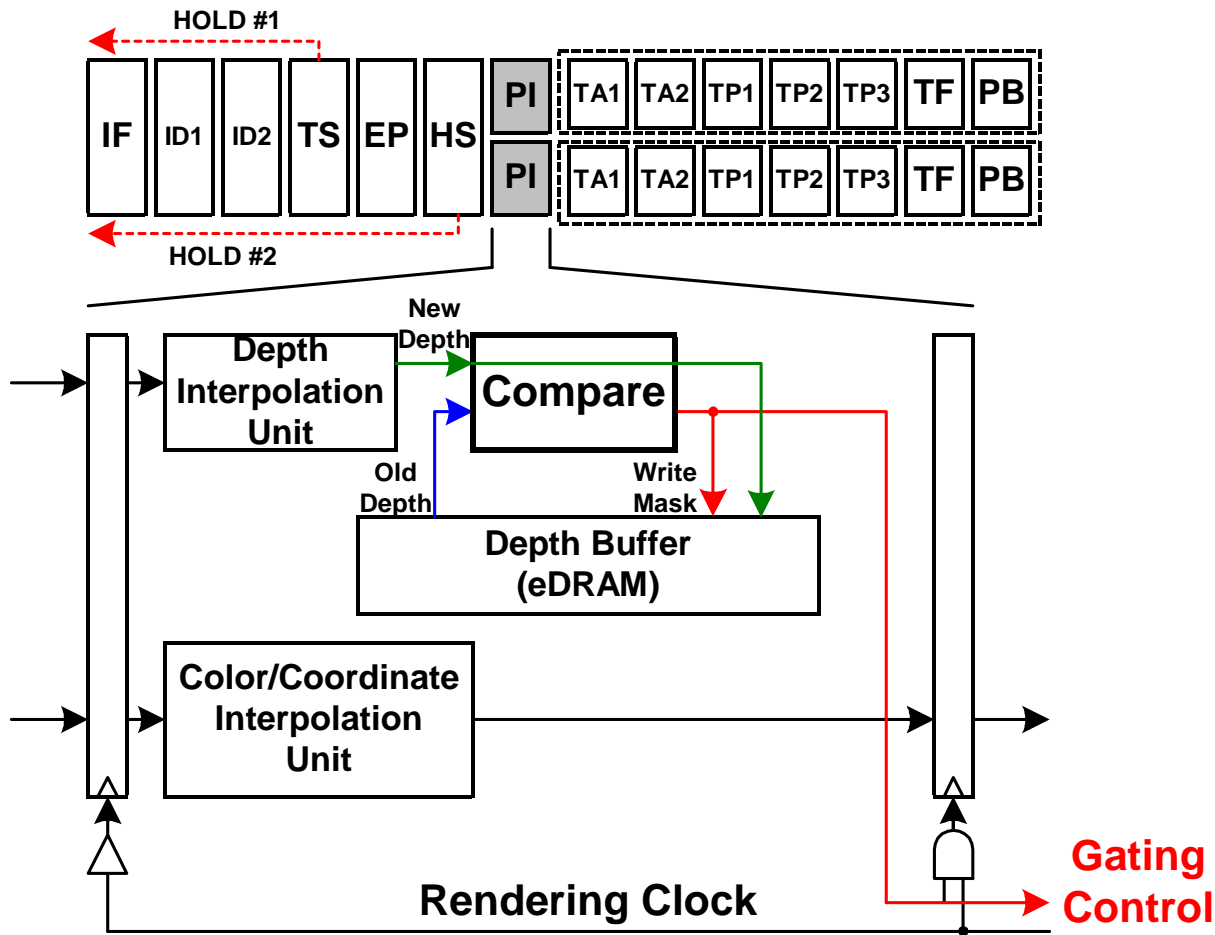 HOLD #1
IF
ID1
ID2
TS
EP
HS
PI
TA1
TA2
TP1
TP2
TP3
TF
PB
PI
TA1
TA2
TP1
TP2
TP3
TF
PB
HOLD #2
New
Depth
Depth
Interpolation
Unit
Compare
Old
Depth
Write
Mask
Depth Buffer
(eDRAM)
Color/Coordinate
Interpolation
Unit
Rendering Clock
Gating
Control